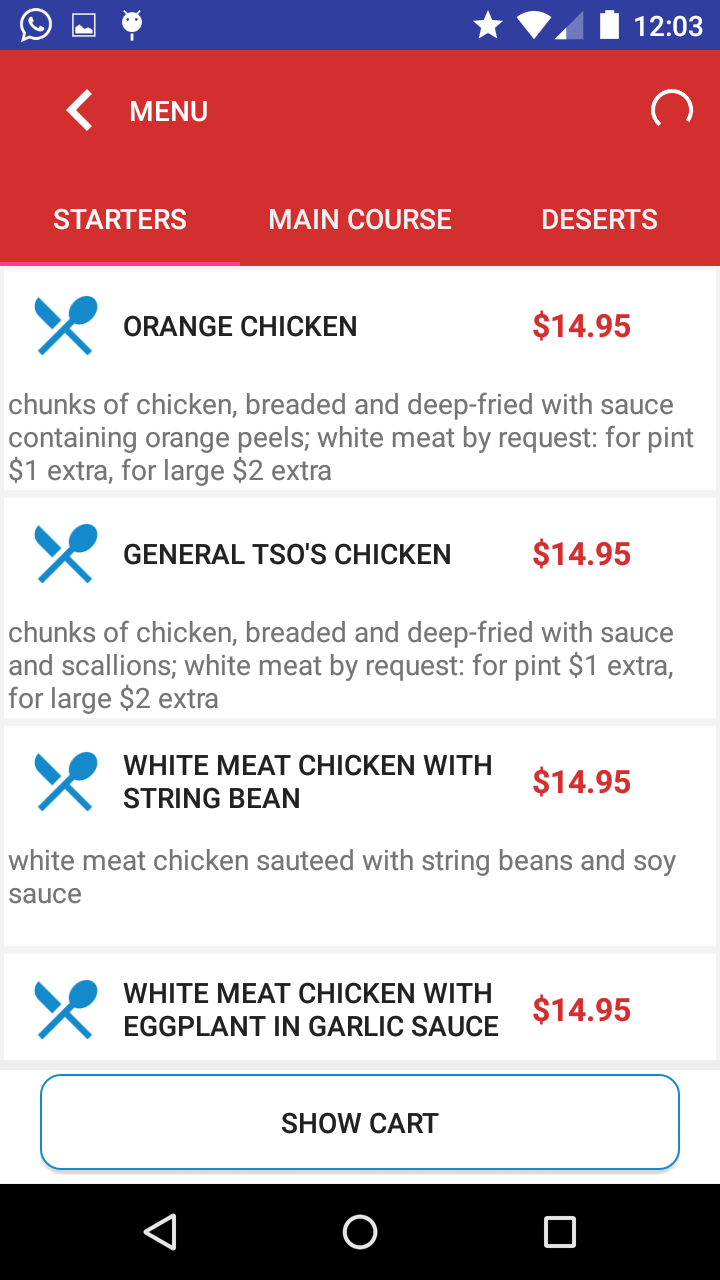 12:03
MENU
STARTERS MAIN COURSE DESERTS
ORANGE CHICKEN $14.95
chunks of chicken, breaded and deep-fried with sauce
containing orange peels; white meat by request: for pint
$1 extra, for large $2 extra
GENERAL TSO'S CHICKEN $14.95
chunks of chicken, breaded and deep-fried with sauce
and scallions; white meat by request: for pint $1 extra,
for large $2 extra
WHITE MEAT CHICKEN WITH
STRING BEAN
$14.95
white meat chicken sauteed with string beans and soy
sauce
WHITE MEAT CHICKEN WITH
EGGPLANT IN GARLIC SAUCE
$14.95
SHOW CART